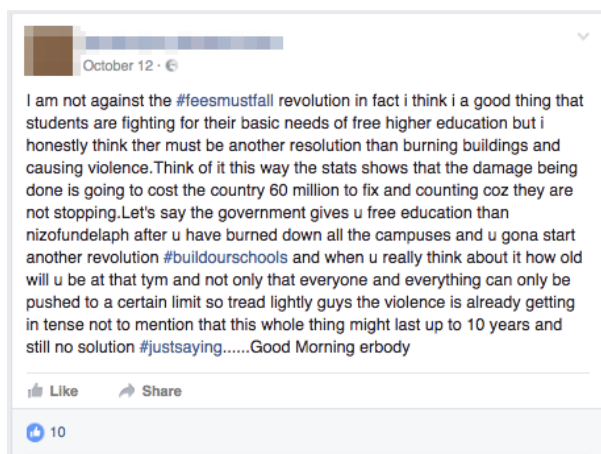 October 12 ·
I am not against the #feesmustfall revolution in fact i think i a good thing that
students are fighting for their basic needs of free higher education but i
honestly think ther must be another resolution than burning buildings and
causing violence.Think of it this way the stats shows that the damage being
done is going to cost the country 60 million to fix and counting coz they are
not stopping.Let's say the government gives u free education than
nizofundelaph after u have burned down all the campuses and u gona start
another revolution #buildourschools and when u really think about it how old
will u be at that tym and not only that everyone and everything can only be
pushed to a certain limit so tread lightly guys the violence is already getting
in tense not to mention that this whole thing might last up to 10 years and
still no solution #justsaying......Good Morning erbody
Like Share
10